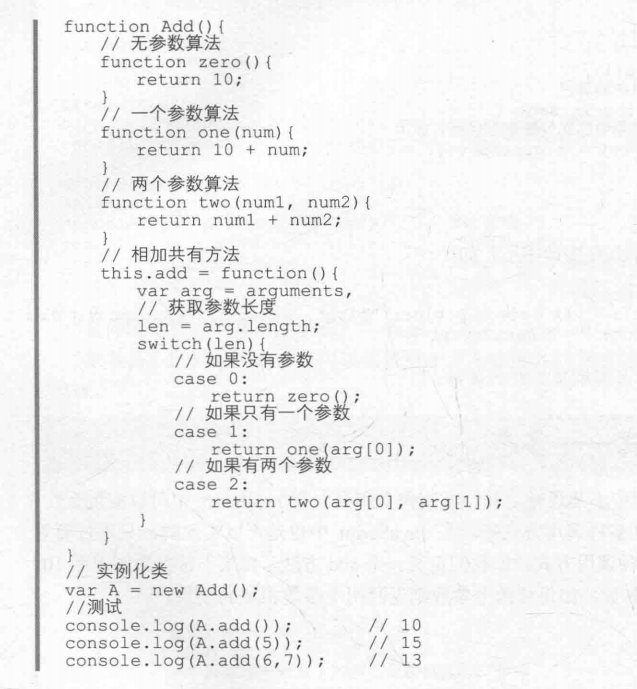 function Add(){
// 无参数算法
function zero(){
return 10;
}
// 一个参数算法
function one(num){
return 10 + num;
}
// 两个参数算法
function two(num1, num2){
return num1 + num2;
}
// 相加共有方法
this.add = function(){
var arg = arguments,
// 获取参数长度
len = arg.length;
switch(len){
// 如果没有参数
case 0:
return zero();
// 如果只有一个参数
case 1:
return one(arg[0]);
// 如果有两个参数
case 2:
return two(arg[0], arg[1]);
}
}
}
// 实例化类
var A = new Add();
//测试
console.log(A.add()); // 10
console.log(A.add(5)); // 15
console.log(A.add(6,7)); // 13